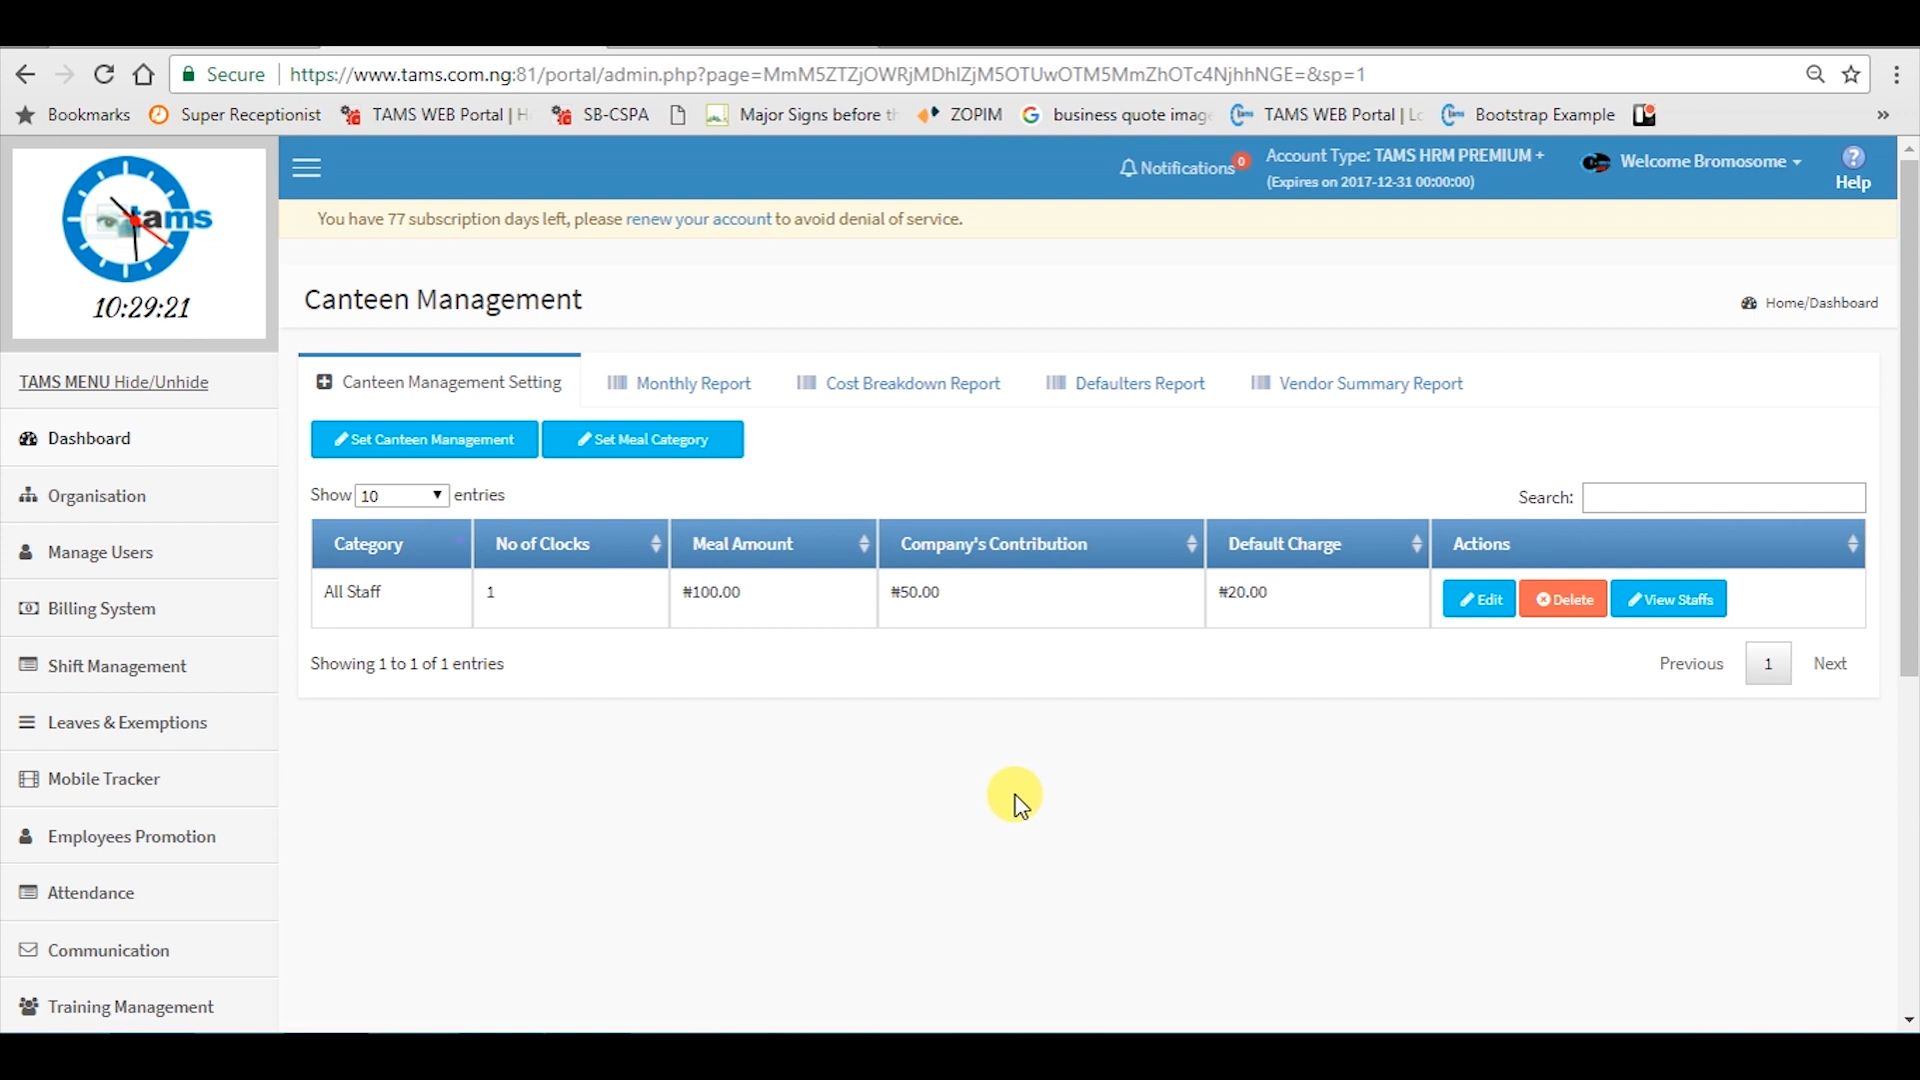 Secure https://www.tams.com.ng:81/portal/admin.php?page=MmM5ZTZjOWRjMDhlZjM5OTUwOTM5MmZhOTc4NjhhNGE=&sp=1
Bookmarks Super Receptionist TAMS WEB Portal | H SB-CSPA Major Signs before th ZOPIM business quote imag TAMS WEB Portal | Lo Bootstrap Example »
tams
10:29:21
Notifications 0
Account Type: TAMS HRM PREMIUM +
(Expires on 2017-12-31 00:00:00)
Welcome Bromosome
Help
You have 77 subscription days left, please renew your account to avoid denial of service.
Canteen Management
Home/Dashboard
TAMS MENU Hide/Unhide
Dashboard
Organisation
Manage Users
Billing System
Shift Management
Leaves & Exemptions
Mobile Tracker
Employees Promotion
Attendance
Communication
Training Management
Canteen Management Setting Monthly Report Cost Breakdown Report Defaulters Report Vendor Summary Report
Set Canteen Management Set Meal Category
Show 10 entries
Search:
Category No of Clocks Meal Amount Company's Contribution Default Charge Actions
All Staff 1 ₦100.00 ₦50.00 ₦20.00 Edit Delete View Staffs
Showing 1 to 1 of 1 entries
Previous 1 Next